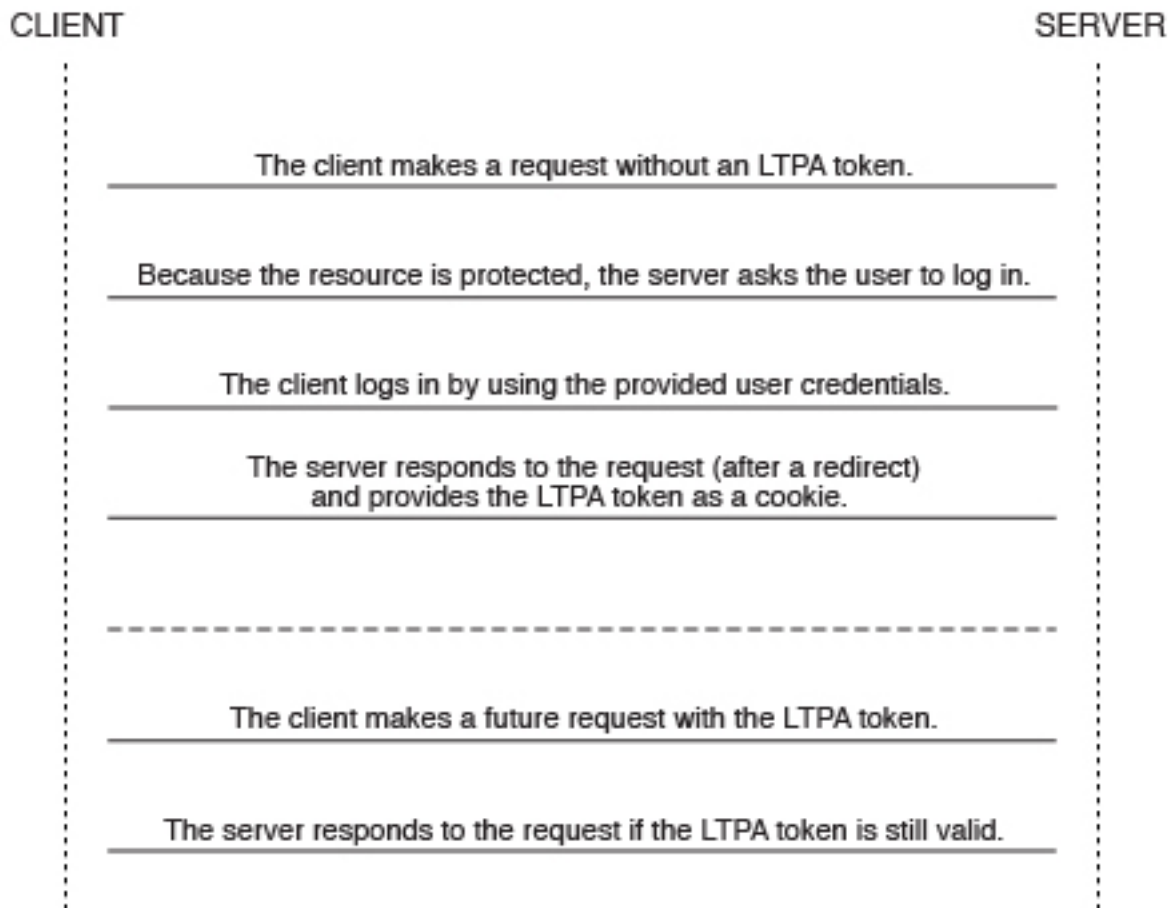 CLIENT
SERVER
The client makes a request without an LTPA token.
Because the resource is protected, the server asks the user to log in.
The client logs in by using the provided user credentials.
The server responds to the request (after a redirect)
and provides the LTPA token as a cookie.
The client makes a future request with the LTPA token.
The server responds to the request if the LTPA token is still valid.